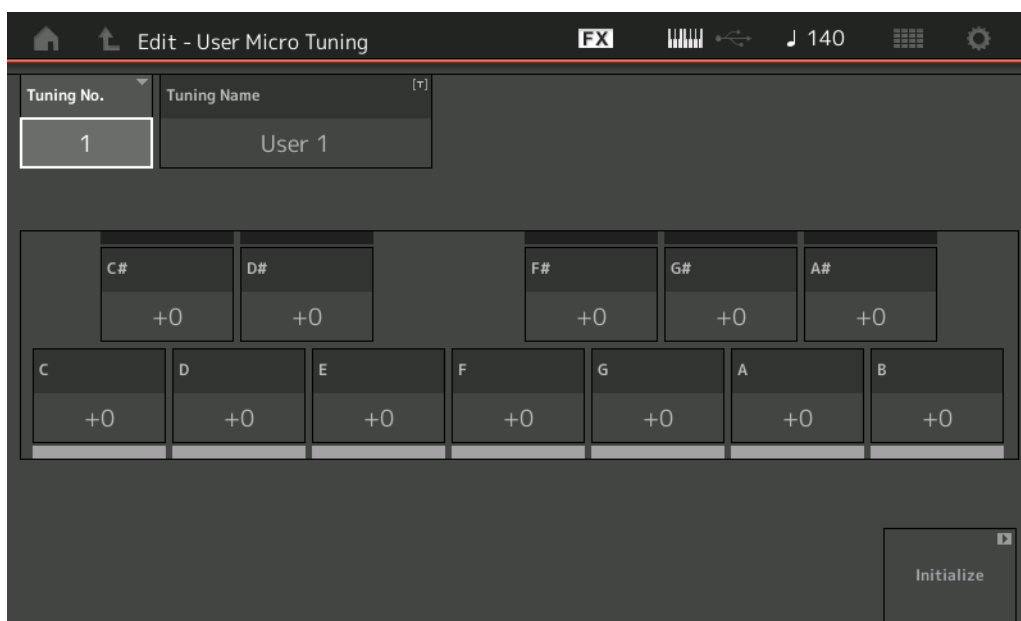 Edit - User Micro Tuning FX 140
Tuning No. Tuning Name [T]
1 User 1
C# D# F# G# A#
+0 +0 +0 +0 +0
C D E F G A B
+0 +0 +0 +0 +0 +0 +0
Initialize